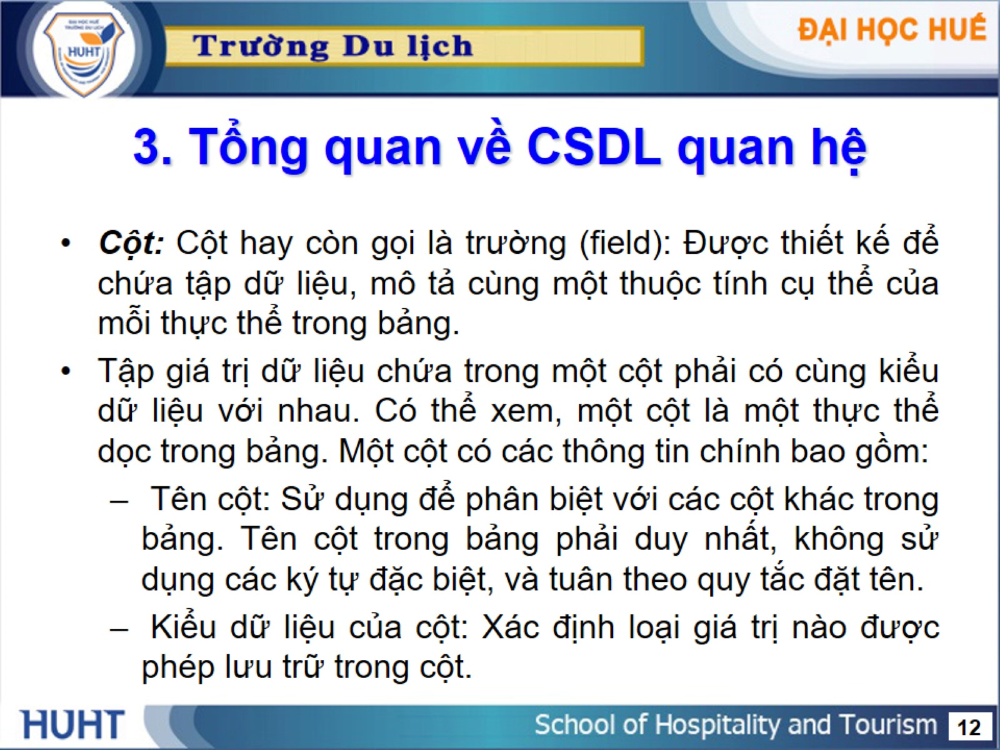 ĐẠI HỌC HUẾ
TRƯỜNG DU LỊCH
HUHT
Trường Du lịch
ĐẠI HỌC HUẾ
3. Tổng quan về CSDL quan hệ
• Cột: Cột hay còn gọi là trường (field): Được thiết kế để
chứa tập dữ liệu, mô tả cùng một thuộc tính cụ thể của
mỗi thực thể trong bảng.
• Tập giá trị dữ liệu chứa trong một cột phải có cùng kiểu
dữ liệu với nhau. Có thể xem, một cột là một thực thể
dọc trong bảng. Một cột có các thông tin chính bao gồm:
– Tên cột: Sử dụng để phân biệt với các cột khác trong
bảng. Tên cột trong bảng phải duy nhất, không sử
dụng các ký tự đặc biệt, và tuân theo quy tắc đặt tên.
– Kiểu dữ liệu của cột: Xác định loại giá trị nào được
phép lưu trữ trong cột.
HUHT
School of Hospitality and Tourism
12